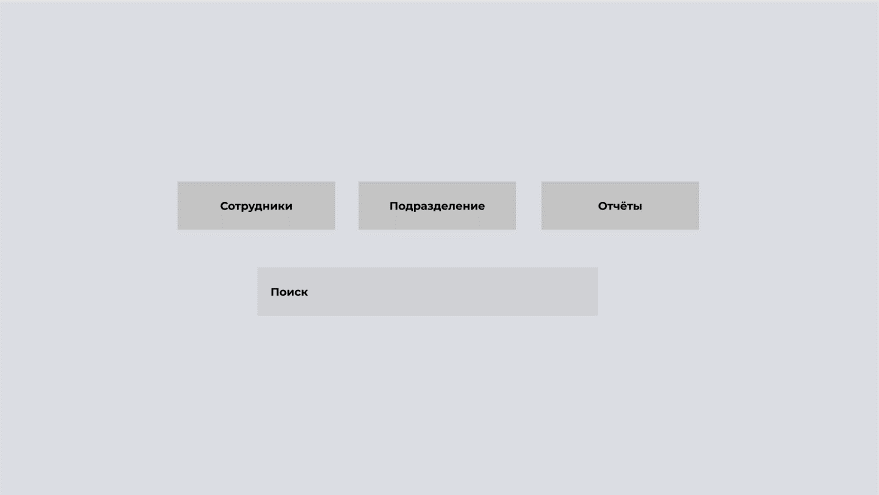 Сотрудники
Подразделение
Отчёты
Поиск